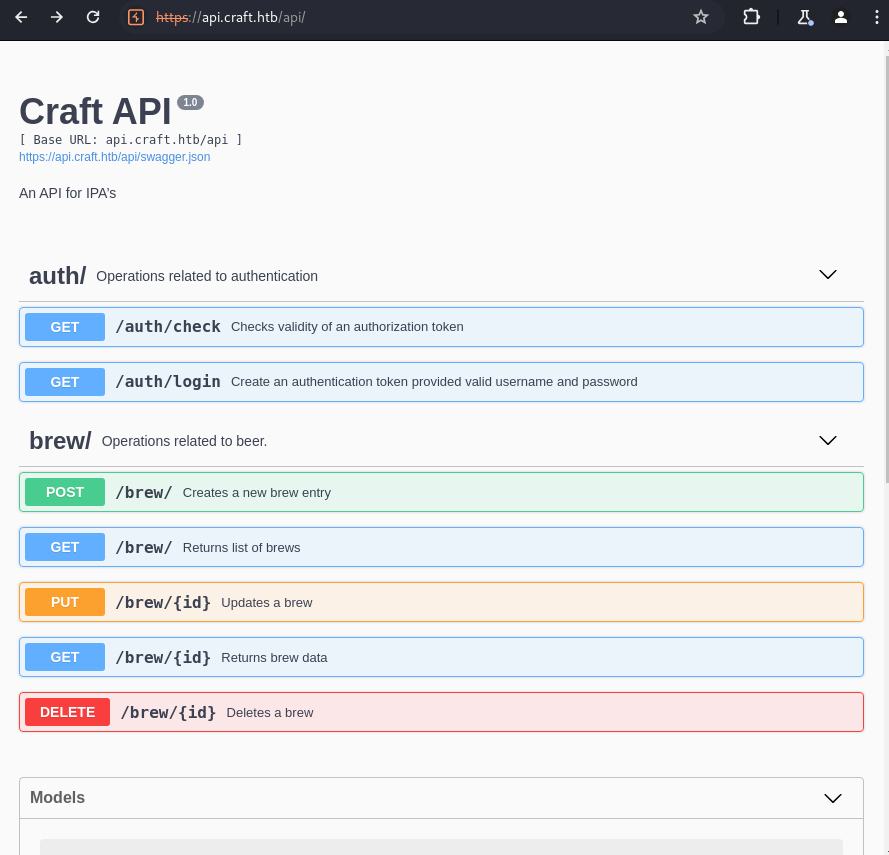 https://api.craft.htb/api/
Craft API 1.0
[ Base URL: api.craft.htb/api ]
https://api.craft.htb/api/swagger.json
An API for IPA's
auth/ Operations related to authentication
GET /auth/check Checks validity of an authorization token
GET /auth/login Create an authentication token provided valid username and password
brew/ Operations related to beer.
POST /brew/ Creates a new brew entry
GET /brew/ Returns list of brews
PUT /brew/{id} Updates a brew
GET /brew/{id} Returns brew data
DELETE /brew/{id} Deletes a brew
Models